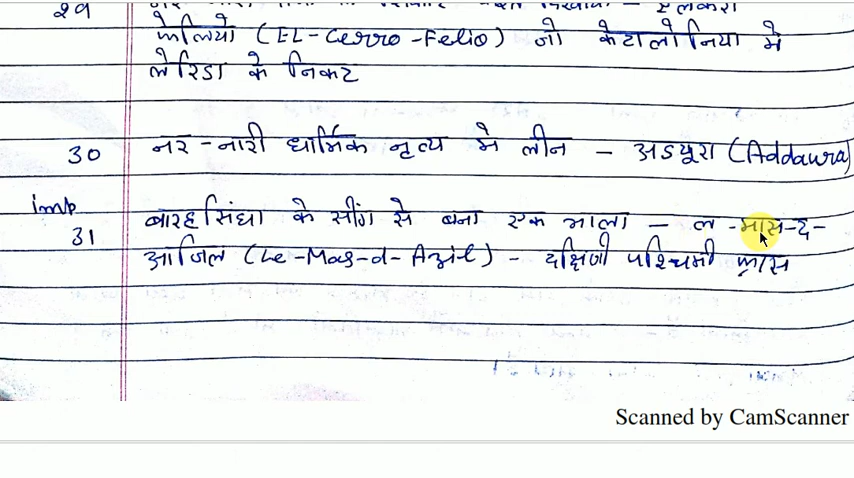 29
फेलियो (EL-Cerro-Felio) जो केटालोनिया मे
लेरिडा के निकट
30 नर-नारी धार्मिक नृत्य मे लीन - अडयूरा (Addaura)
imp
31 बारहसिंघा के सींग से बना एक भाला - ल-मास-द-
आजिल (Le-Mas-d-Azil) - दक्षिणी पश्चिमी फ्रास
Scanned by CamScanner